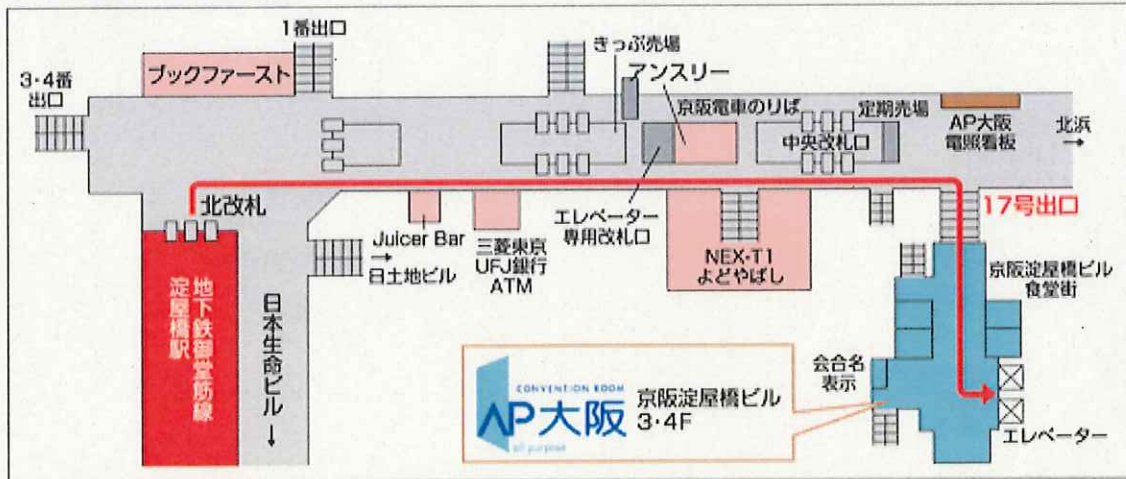 1番出口
きっぷ売場
ブックファースト
アンスリー
3・4番
出口
京阪電車のりば
定期売場
中央改札口
AP大阪
電照看板
北浜
→
北改札
17号出口
Juicer Bar
→
日土地ビル
三菱東京
UFJ銀行
ATM
エレベーター
専用改札口
NEX・T1
よどやばし
京阪淀屋橋ビル
食堂街
地下鉄御堂筋線
淀屋橋駅
日本生命ビル→
会合名
表示
CONVENTION ROOM
AP大阪
all purpose
京阪淀屋橋ビル
3・4F
エレベーター